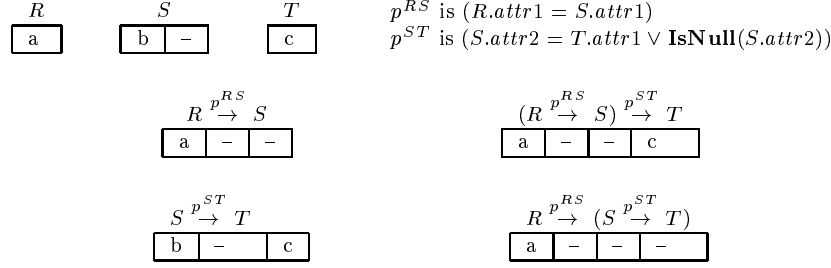 R S T p^{RS} is (R.attr1 = S.attr1)
a b – c p^{ST} is (S.attr2 = T.attr1 ∨ IsNull(S.attr2))
R →^{p^{RS}} S (R →^{p^{RS}} S) →^{p^{ST}} T
a – – a – – c
S →^{p^{ST}} T R →^{p^{RS}} (S →^{p^{ST}} T)
b – c a – – –